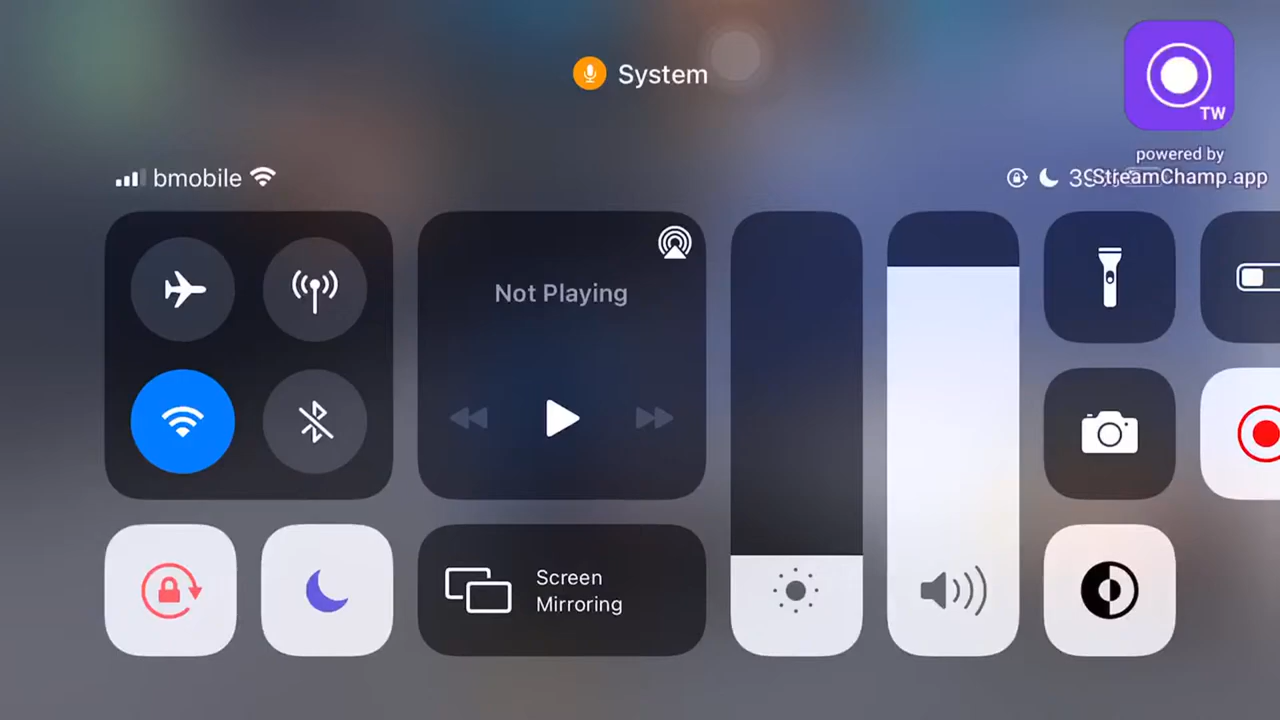 System
TW
powered by
StreamChamp.app
bmobile
Not Playing
Screen
Mirroring